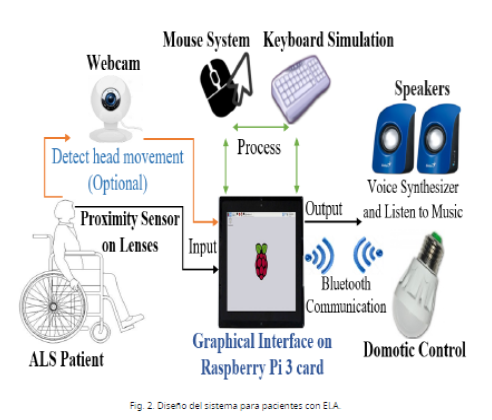 Mouse System
Keyboard Simulation
Webcam
Speakers
Process
Detect head movement
(Optional)
Voice Synthesizer
and Listen to Music
Proximity Sensor
on Lenses
Input
Output
Bluetooth
Communication
Graphical Interface on
Raspberry Pi 3 card
ALS Patient
Domotic Control
Fig. 2. Diseño del sistema para pacientes con ELA.